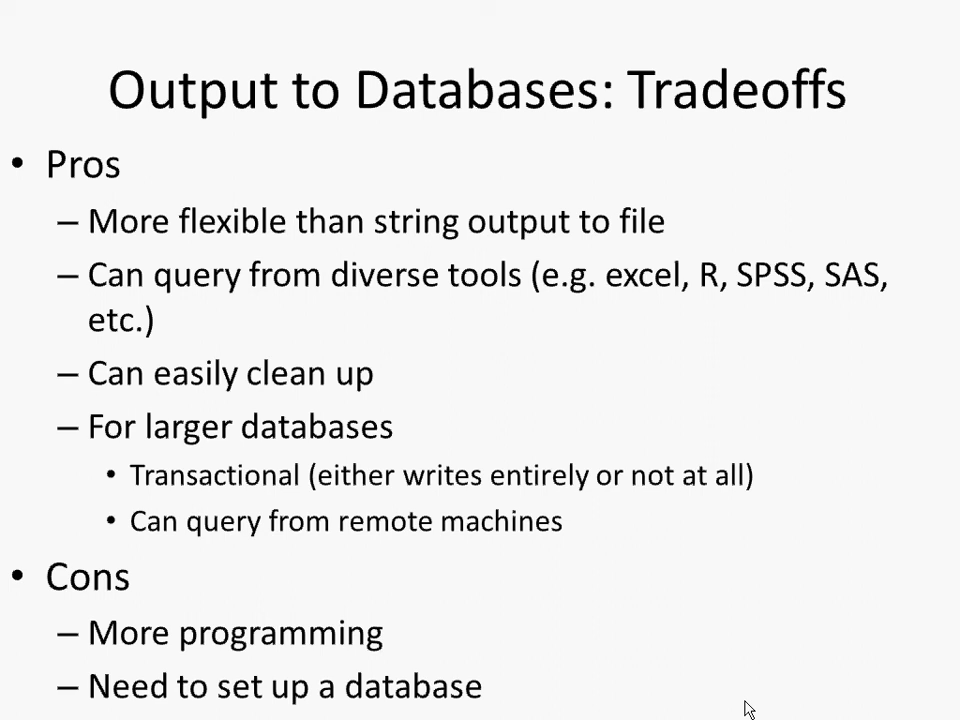 Output to Databases: Tradeoffs
• Pros
– More flexible than string output to file
– Can query from diverse tools (e.g. excel, R, SPSS, SAS,
etc.)
– Can easily clean up
– For larger databases
• Transactional (either writes entirely or not at all)
• Can query from remote machines
• Cons
– More programming
– Need to set up a database